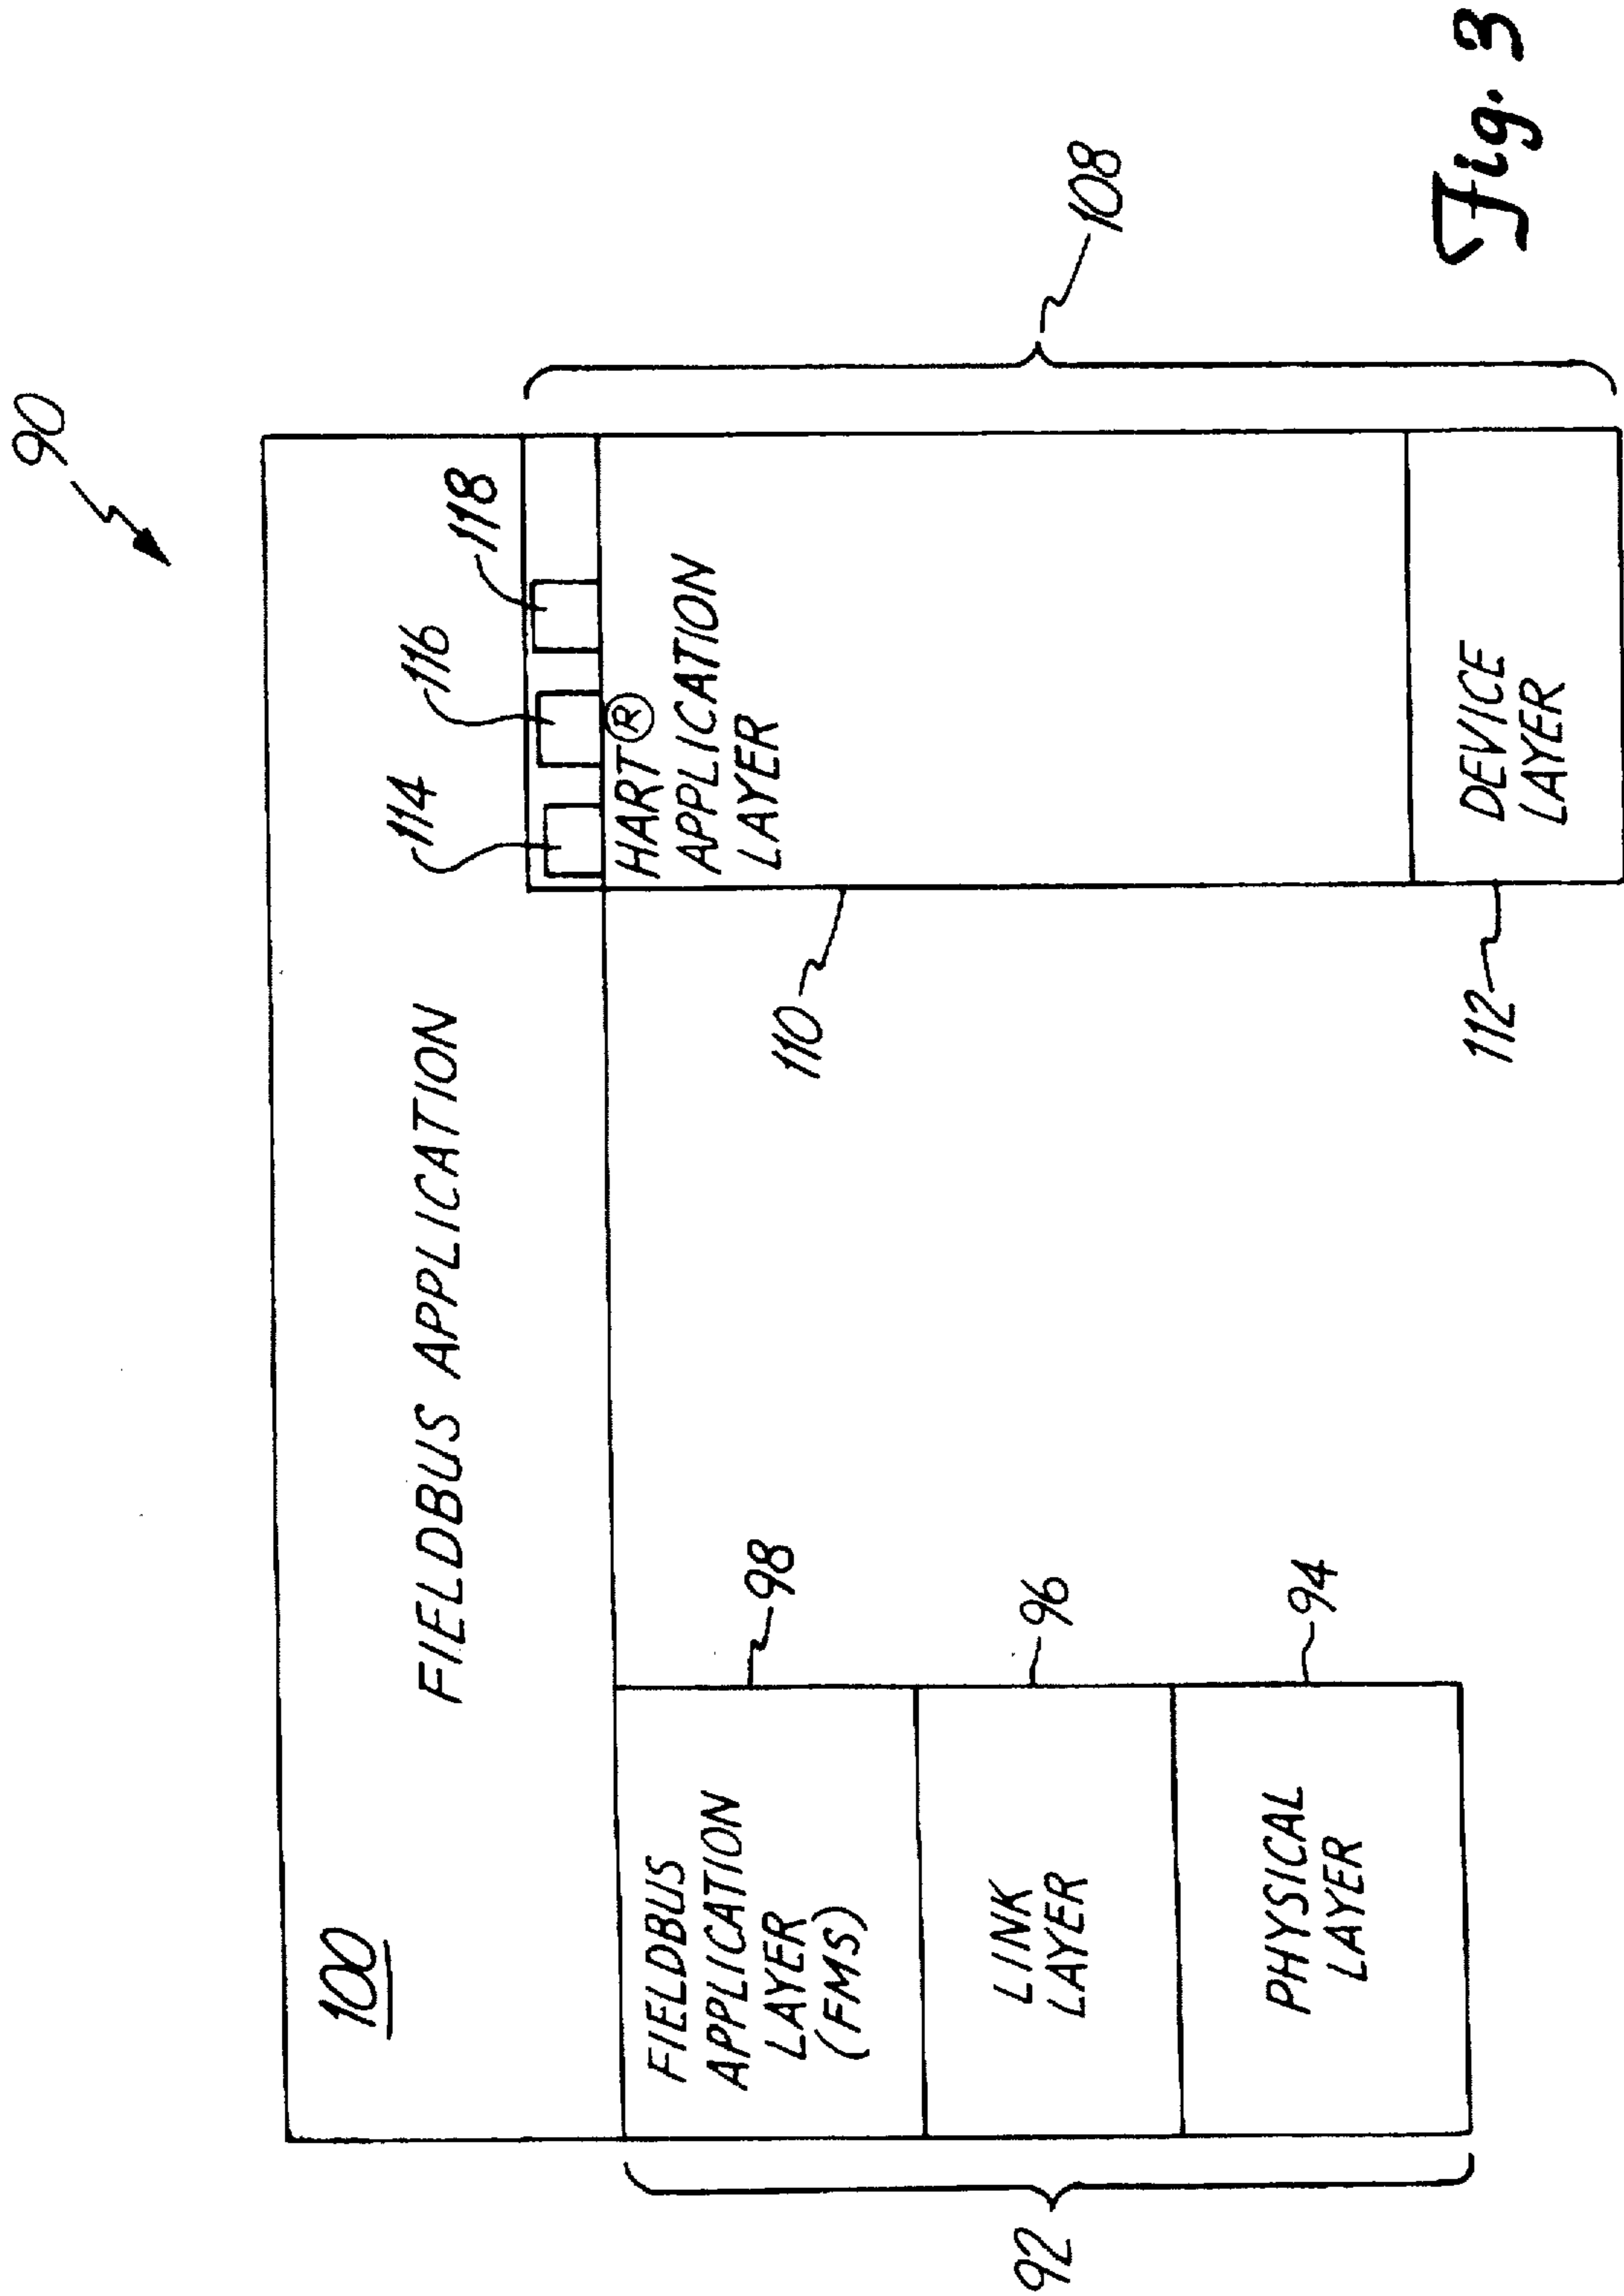 90
100
FIELDBUS APPLICATION
114
116
118
FIELDBUS
APPLICATION
LAYER
(FMS)
98
LINK
LAYER
96
PHYSICAL
LAYER
94
92
HART®
APPLICATION
LAYER
110
DEVICE
LAYER
112
108
Fig. 3